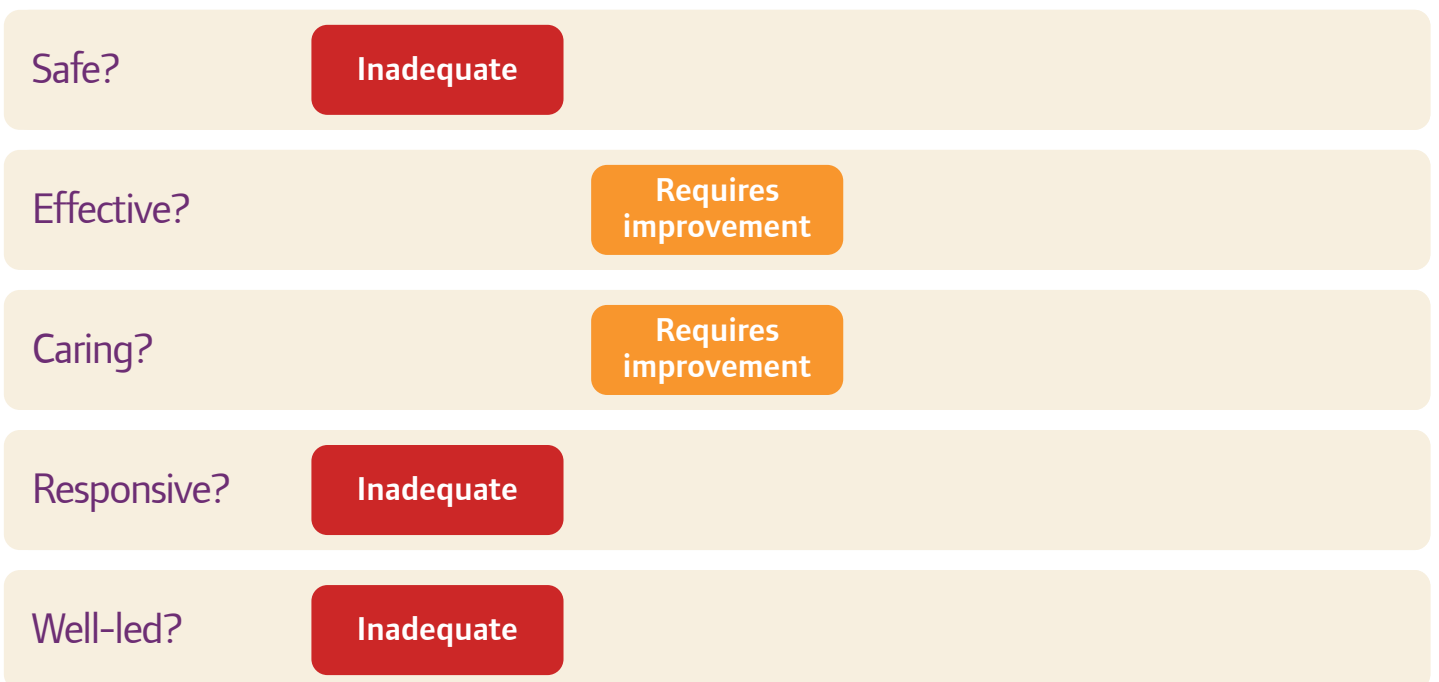 Safe?
Inadequate
Effective?
Requires
improvement
Caring?
Requires
improvement
Responsive?
Inadequate
Well-led?
Inadequate